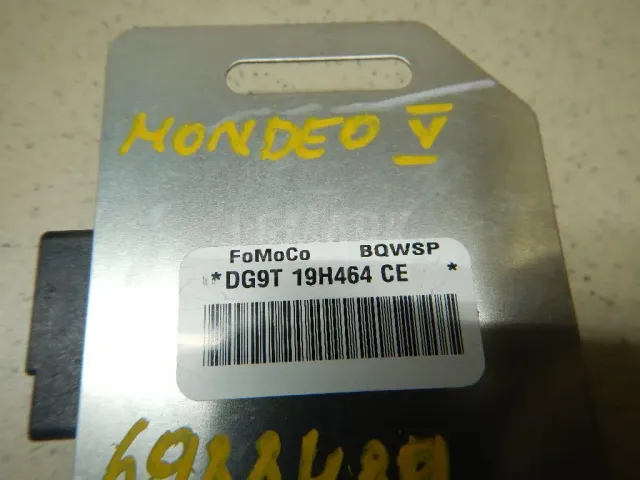 MONDEO V
FoMoCo BQWSP
*DG9T 19H464 CE *